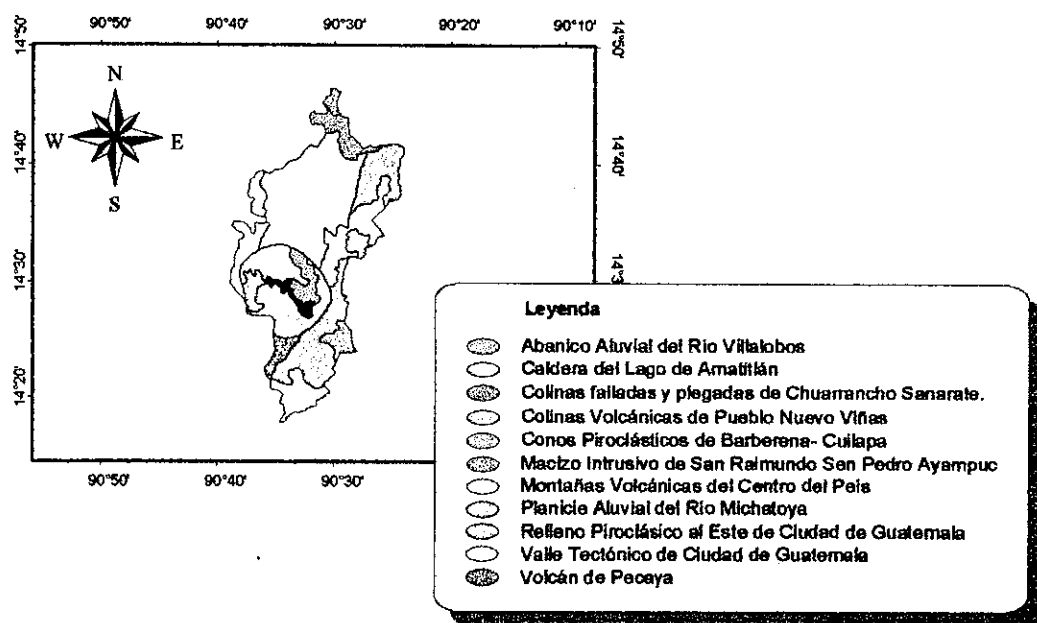 90°50' 90°40' 90°30' 90°20' 90°10'
14°50' 14°50'
N
W E
S
14°40' 14°40'
14°30' 14°3
14°20'
90°50' 90°40' 90°30'
Leyenda
Abanico Aluvial del Rio Villalobos
Caldera del Lago de Amatitlán
Colinas falladas y plegadas de Chuarrancho Sanarate.
Colinas Volcánicas de Pueblo Nuevo Viñas
Conos Piroclásticos de Barberena- Cuilapa
Macizo Intrusivo de San Raimundo San Pedro Ayampuc
Montañas Volcánicas del Centro del País
Planicie Aluvial del Río Michatoya
Relleno Piroclásico al Este de Ciudad de Guatemala
Valle Tectónico de Ciudad de Guatemala
Volcán de Pacaya